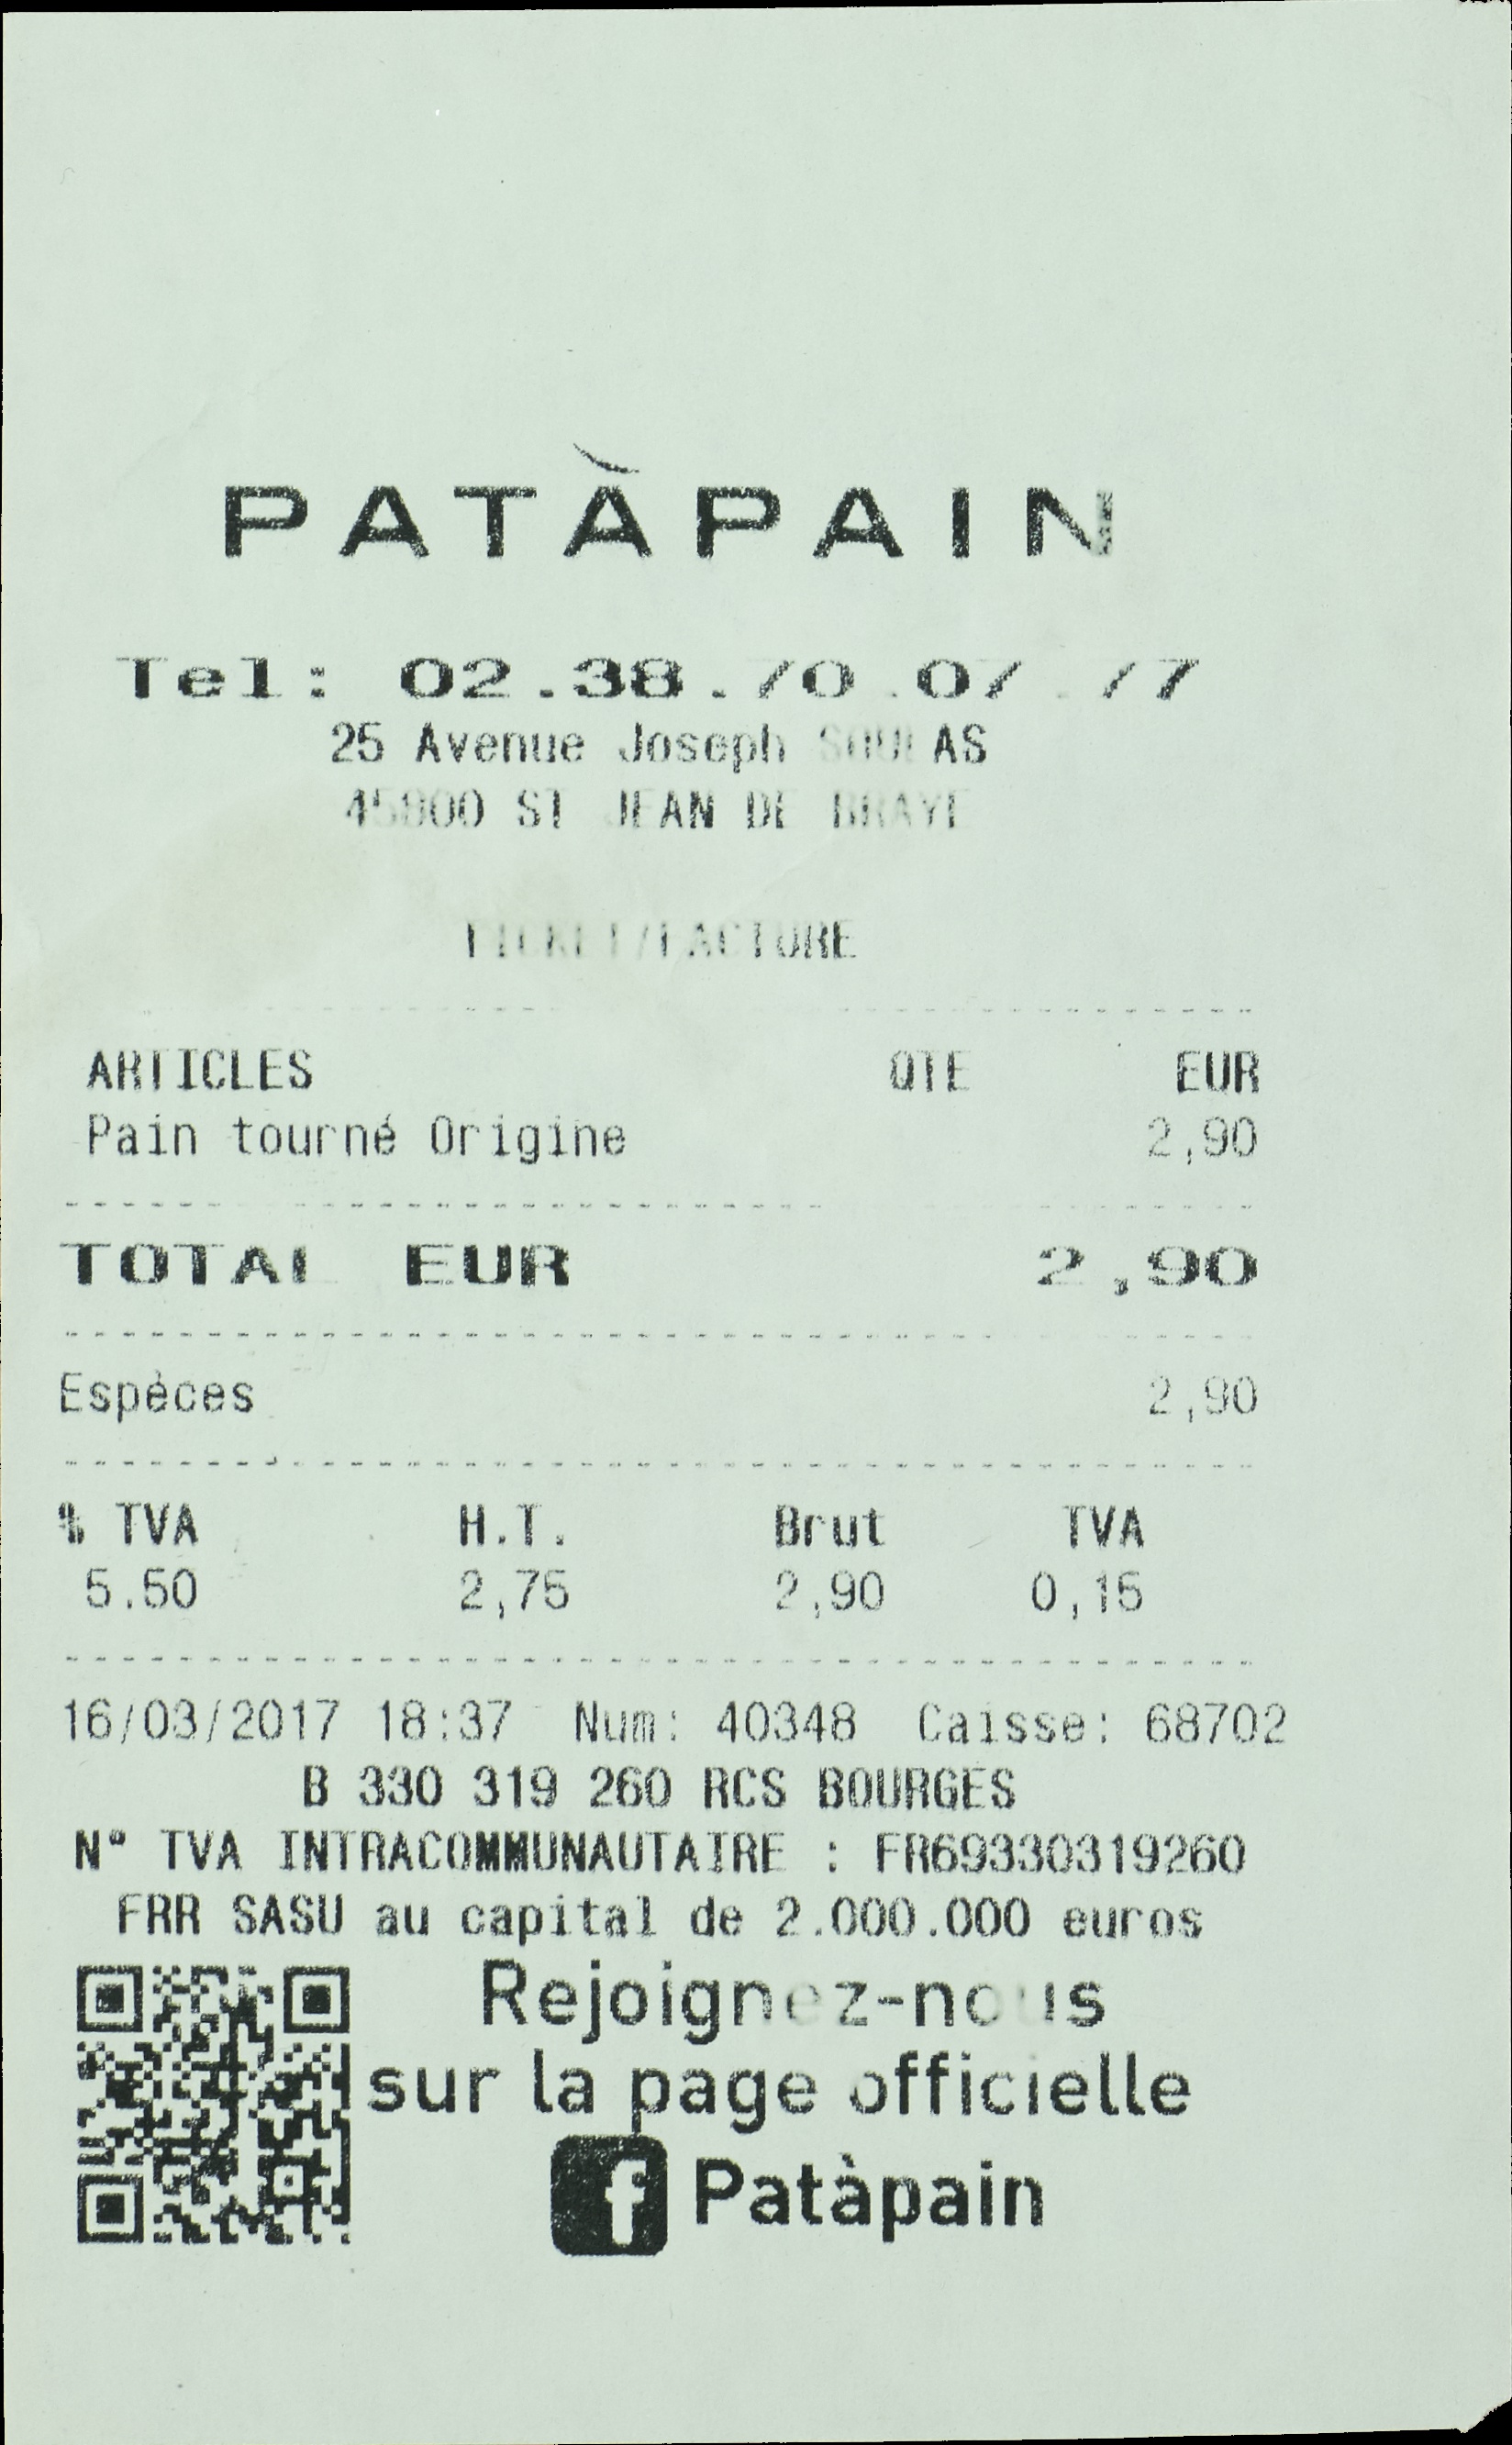 PATÀPAIN
Tel: 02.38.70.07.77
25 Avenue Joseph SOULAS
45800 ST JEAN DE BRAYE
TICKET/FACTURE
ARTICLES QTE EUR
Pain tourné Origine 2,90
TOTAL EUR 2,90
Espèces 2,90
% TVA H.T. Brut TVA
5.50 2,75 2,90 0,15
16/03/2017 18:37 Num: 40348 Caisse: 68702
B 330 319 260 RCS BOURGES
N° TVA INTRACOMMUNAUTAIRE : FR69330319260
FRR SASU au capital de 2.000.000 euros
Rejoignez-nous
sur la page officielle
f Patàpain